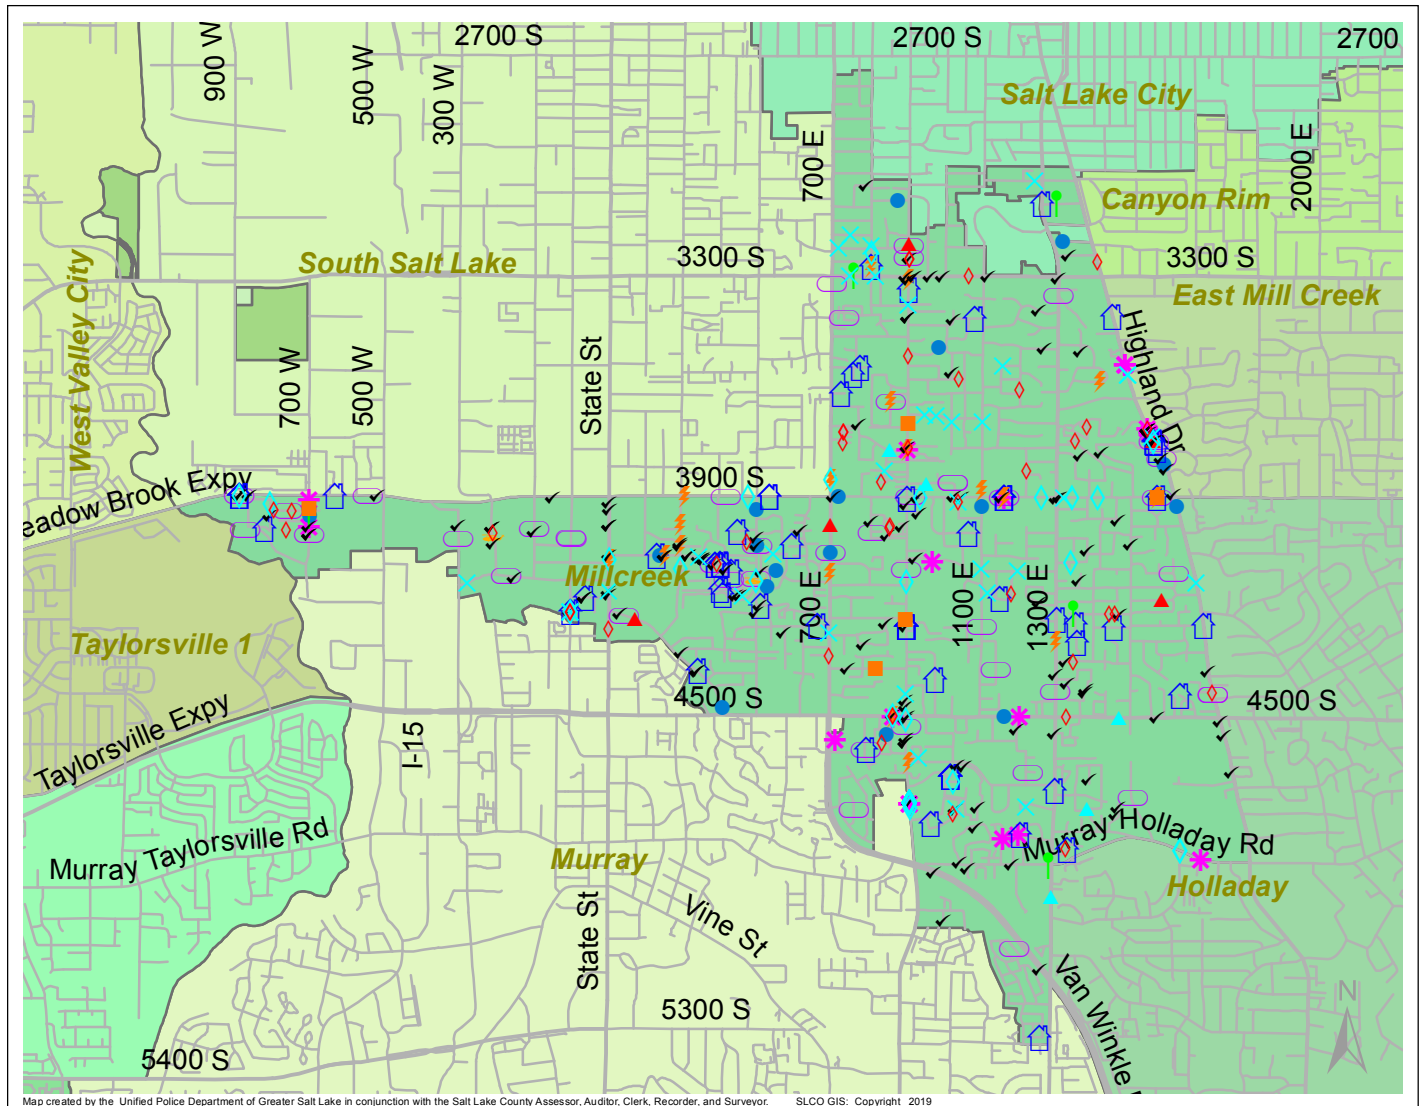 2700 S
2700 S
2700
900 W
500 W
300 W
Salt Lake City
700 E
2000 E
Canyon Rim
3300 S
3300 S
South Salt Lake
East Mill Creek
West Valley City
Highland Dr
State St
700 W
500 W
3900 S
eadow Brook Expy
Millcreek
700 E
1100 E
1300 E
Taylorsville 1
4500 S
4500 S
Taylorsville Expy
I-15
Murray Taylorsville Rd
Murray Holladay Rd
Murray
Holladay
State St
Vine St
Van Winkle
5300 S
5400 S
N
Map created by the Unified Police Department of Greater Salt Lake in conjunction with the Salt Lake County Assessor, Auditor, Clerk, Recorder, and Surveyor. SLCO GIS: Copyright 2019